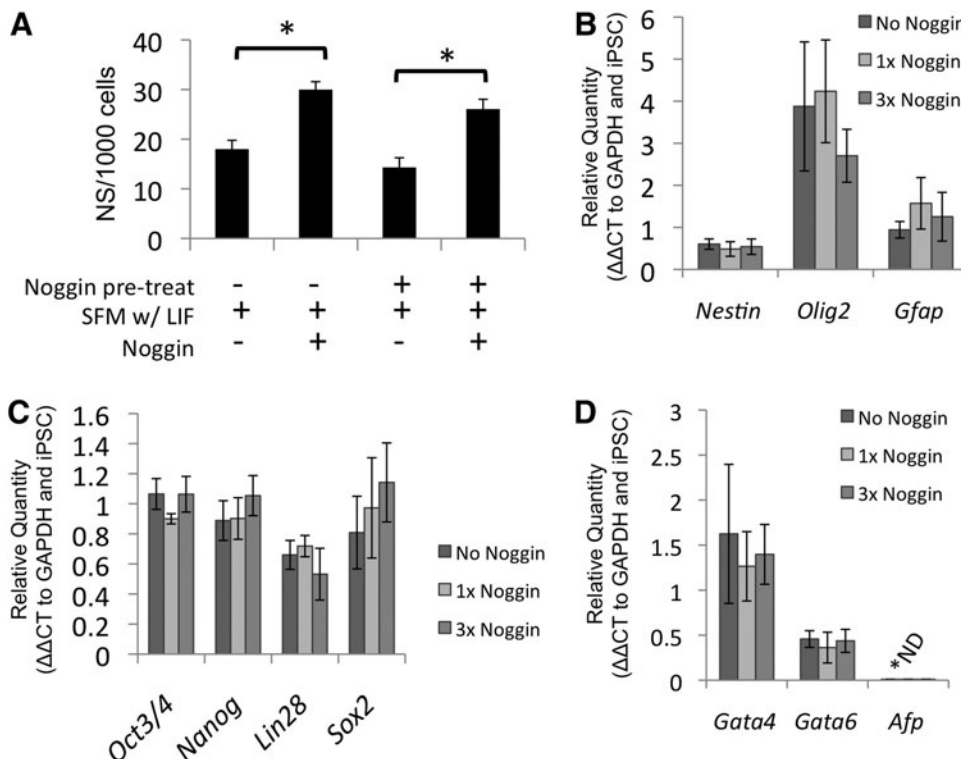 A
NS/1000 cells
40
30
20
10
0
*
*
Noggin pre-treat - - + +
SFM w/ LIF + + + +
Noggin - + - +
B
Relative Quantity
(ΔΔCT to GAPDH and iPSC)
6
5
4
3
2
1
0
No Noggin
1x Noggin
3x Noggin
Nestin Olig2 Gfap
C
Relative Quantity
(ΔΔCT to GAPDH and iPSC)
1.6
1.4
1.2
1
0.8
0.6
0.4
0.2
0
No Noggin
1x Noggin
3x Noggin
Oct3/4 Nanog Lin28 Sox2
D
Relative Quantity
(ΔΔCT to GAPDH and iPSC)
3
2.5
2
1.5
1
0.5
0
No Noggin
1x Noggin
3x Noggin
*ND
Gata4 Gata6 Afp